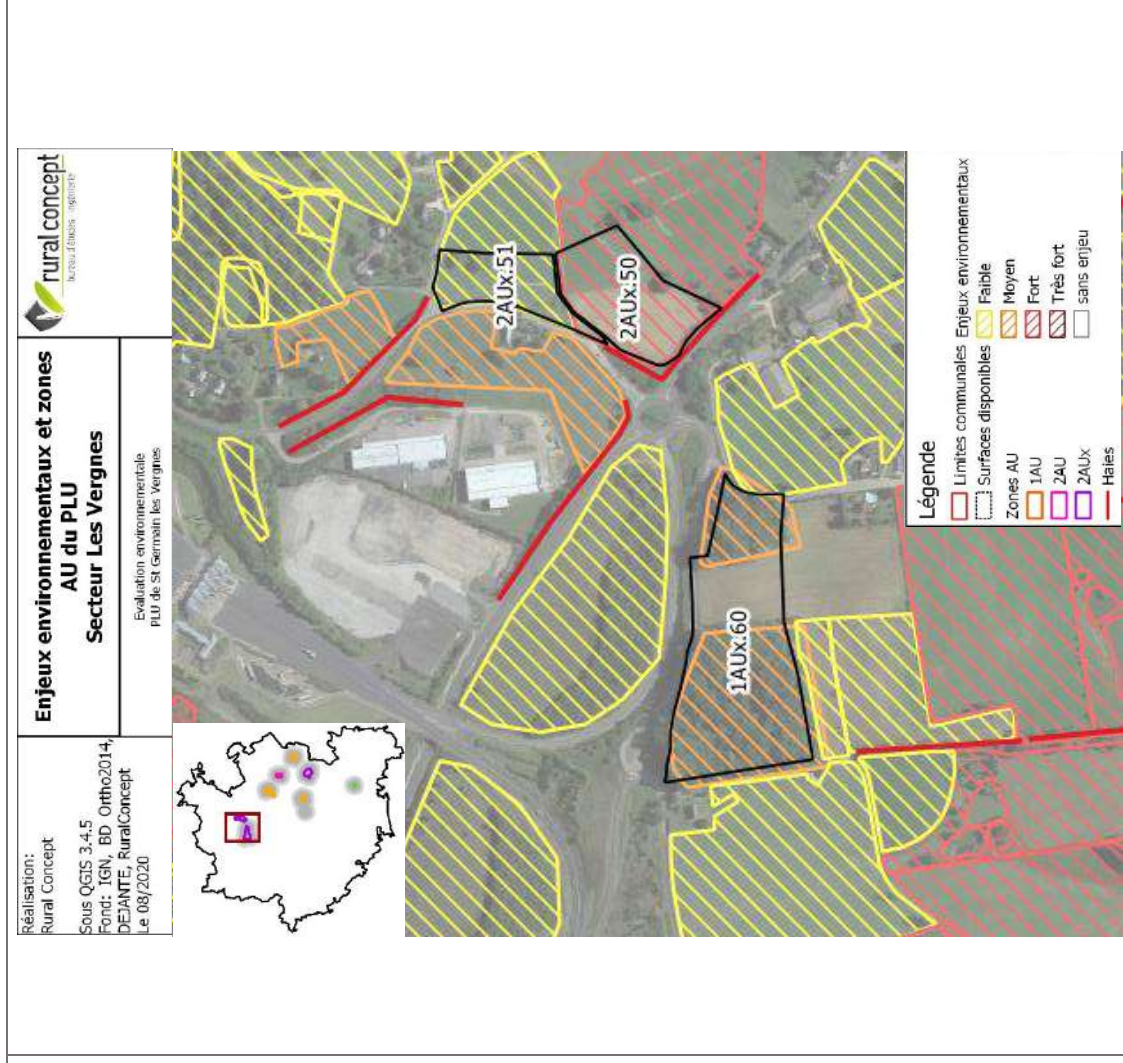 Réalisation:
Rural Concept
Sous QGIS 3.4.5
Fond: IGN, BD Ortho2014,
DEJANTE, RuralConcept
Le 08/2020
Enjeux environnementaux et zones
AU du PLU
Secteur Les Vergnes
Evaluation environnementale
PLU de St Germain les Vergnes
rural concept
bureau d'études - ingénierie
2AUx:51
2AUx:50
1AUx:60
Légende
Limites communales
Surfaces disponibles
Zones AU
1AU
2AU
2AUx
Haies
Enjeux environnementaux
Faible
Moyen
Fort
Très fort
sans enjeu